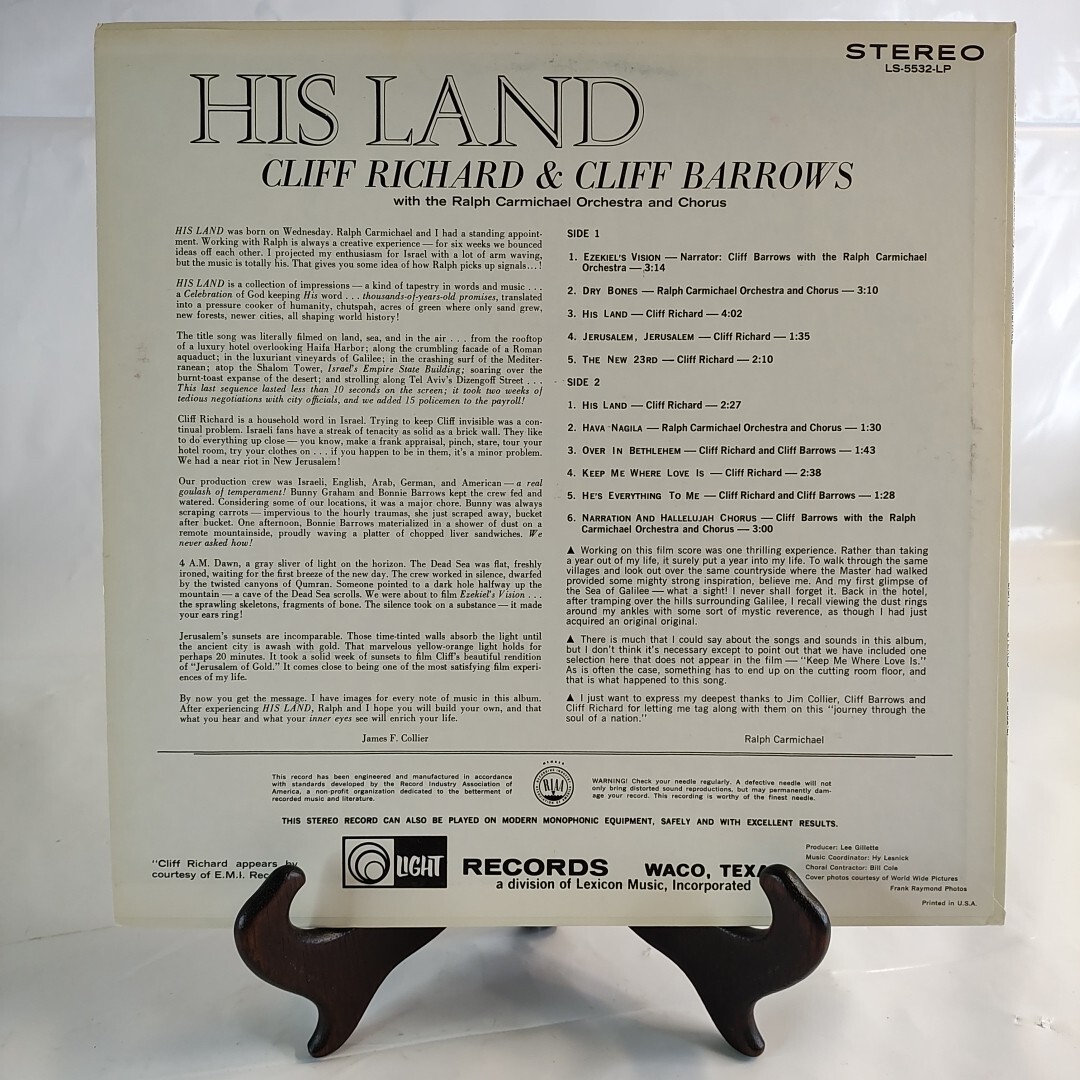 STEREO
LS-5532-LP
HIS LAND
CLIFF RICHARD & CLIFF BARROWS
with the Ralph Carmichael Orchestra and Chorus
HIS LAND was born on Wednesday. Ralph Carmichael and I had a standing appoint-
ment. Working with Ralph is always a creative experience — for six weeks we bounced
ideas off each other. I projected my enthusiasm for Israel with a lot of arm waving,
but the music is totally his. That gives you some idea of how Ralph picks up signals...!
HIS LAND is a collection of impressions — a kind of tapestry in words and music . . .
a Celebration of God keeping His word . . . thousands-of-years-old promises, translated
into a pressure cooker of humanity, chutspah, acres of green where only sand grew,
new forests, newer cities, all shaping world history!
The title song was literally filmed on land, sea, and in the air . . . from the rooftop
of a luxury hotel overlooking Haifa Harbor; along the crumbling facade of a Roman
aquaduct; in the luxuriant vineyards of Galilee; in the crashing surf of the Mediter-
ranean; atop the Shalom Tower, Israel's Empire State Building; soaring over the
burnt-toast expanse of the desert; and strolling along Tel Aviv's Dizengoff Street . . .
This last sequence lasted less than 10 seconds on the screen; it took two weeks of
tedious negotiations with city officials, and we added 15 policemen to the payroll!
Cliff Richard is a household word in Israel. Trying to keep Cliff invisible was a con-
tinual problem. Israeli fans have a streak of tenacity as solid as a brick wall. They like
to do everything up close — you know, make a frank appraisal, pinch, stare, tour your
hotel room, try your clothes on . . . if you happen to be in them, it's a minor problem.
We had a near riot in New Jerusalem!
Our production crew was Israeli, English, Arab, German, and American — a real
goulash of temperament! Bunny Graham and Bonnie Barrows kept the crew fed and
watered. Considering some of our locations, it was a major chore. Bunny was always
scraping carrots — impervious to the hourly traumas, she just scraped away, bucket
after bucket. One afternoon, Bonnie Barrows materialized in a shower of dust on a
remote mountainside, proudly waving a platter of chopped liver sandwiches. We
never asked how!
4 A.M. Dawn, a gray sliver of light on the horizon. The Dead Sea was flat, freshly
ironed, waiting for the first breeze of the new day. The crew worked in silence, dwarfed
by the twisted canyons of Qumran. Someone pointed to a dark hole halfway up the
mountain — a cave of the Dead Sea scrolls. We were about to film Ezekiel's Vision . . .
the sprawling skeletons, fragments of bone. The silence took on a substance — it made
your ears ring!
Jerusalem's sunsets are incomparable. Those time-tinted walls absorb the light until
the ancient city is awash with gold. That marvelous yellow-orange light holds for
perhaps 20 minutes. It took a solid week of sunsets to film Cliff's beautiful rendition
of "Jerusalem of Gold." It comes close to being one of the most satisfying film experi-
ences of my life.
By now you get the message. I have images for every note of music in this album.
After experiencing HIS LAND, Ralph and I hope you will build your own, and that
what you hear and what your inner eyes see will enrich your life.
James F. Collier
SIDE 1
1. EZEKIEL'S VISION — Narrator: Cliff Barrows with the Ralph Carmichael
Orchestra — 3:14
2. DRY BONES — Ralph Carmichael Orchestra and Chorus — 3:10
3. HIS LAND — Cliff Richard — 4:02
4. JERUSALEM, JERUSALEM — Cliff Richard — 1:35
5. THE NEW 23RD — Cliff Richard — 2:10
SIDE 2
1. HIS LAND — Cliff Richard — 2:27
2. HAVA NAGILA — Ralph Carmichael Orchestra and Chorus — 1:30
3. OVER IN BETHLEHEM — Cliff Richard and Cliff Barrows — 1:43
4. KEEP ME WHERE LOVE IS — Cliff Richard — 2:38
5. HE'S EVERYTHING TO ME — Cliff Richard and Cliff Barrows — 1:28
6. NARRATION AND HALLELUJAH CHORUS — Cliff Barrows with the Ralph
Carmichael Orchestra and Chorus — 3:00
▲ Working on this film score was one thrilling experience. Rather than taking
a year out of my life, it surely put a year into my life. To walk through the same
villages and look out over the same countryside where the Master had walked
provided some mighty strong inspiration, believe me. And my first glimpse of
the Sea of Galilee — what a sight! I never shall forget it. Back in the hotel,
after tramping over the hills surrounding Galilee, I recall viewing the dust rings
around my ankles with some sort of mystic reverence, as though I had just
acquired an original original.
▲ There is much that I could say about the songs and sounds in this album,
but I don't think it's necessary except to point out that we have included one
selection here that does not appear in the film — "Keep Me Where Love Is."
As is often the case, something has to end up on the cutting room floor, and
that is what happened to this song.
▲ I just want to express my deepest thanks to Jim Collier, Cliff Barrows and
Cliff Richard for letting me tag along with them on this "journey through the
soul of a nation."
Ralph Carmichael
This record has been engineered and manufactured in accordance
with standards developed by the Record Industry Association of
America, a non-profit organization dedicated to the betterment of
recorded music and literature.
MEMBER
RIAA
WARNING! Check your needle regularly. A defective needle will not
only bring distorted sound reproductions, but may permanently dam-
age your record. This recording is worthy of the finest needle.
THIS STEREO RECORD CAN ALSO BE PLAYED ON MODERN MONOPHONIC EQUIPMENT, SAFELY AND WITH EXCELLENT RESULTS.
"Cliff Richard appears by
courtesy of E.M.I. Rec
LIGHT RECORDS WACO, TEXA
a division of Lexicon Music, Incorporated
Producer: Lee Gillette
Music Coordinator: Hy Lesnick
Choral Contractor: Bill Cole
Cover photos courtesy of World Wide Pictures
Frank Raymond Photos
Printed in U.S.A.